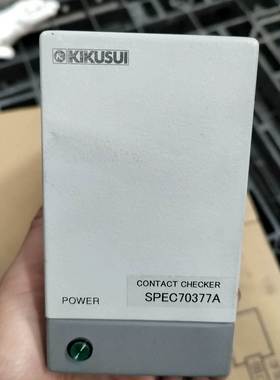 KIKUSUI
CONTACT CHECKER
SPEC70377A
POWER